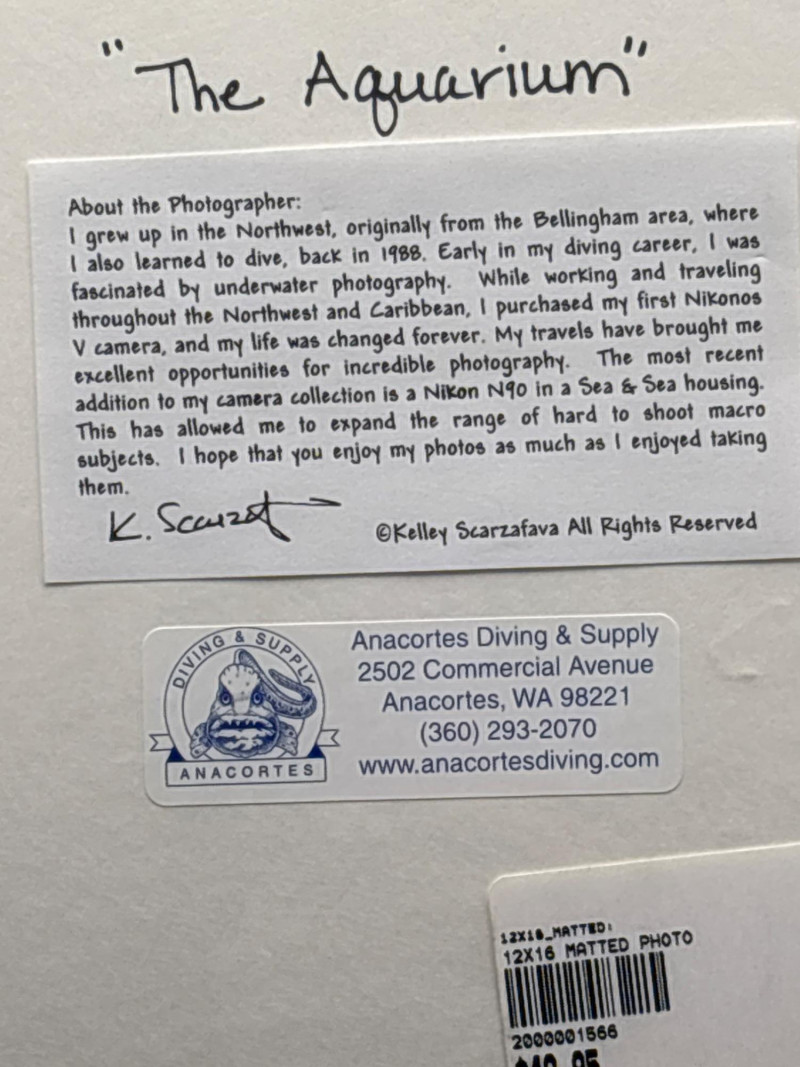 "The Aquarium"
About the Photographer:
I grew up in the Northwest, originally from the Bellingham area, where
I also learned to dive, back in 1988. Early in my diving career, I was
fascinated by underwater photography. While working and traveling
throughout the Northwest and Caribbean, I purchased my first Nikonos
V camera, and my life was changed forever. My travels have brought me
excellent opportunities for incredible photography. The most recent
addition to my camera collection is a Nikon N90 in a Sea & Sea housing.
This has allowed me to expand the range of hard to shoot macro
subjects. I hope that you enjoy my photos as much as I enjoyed taking
them.
K.
©Kelley Scarzafava All Rights Reserved
DIVING & SUPPLY
ANACORTES
Anacortes Diving & Supply
2502 Commercial Avenue
Anacortes, WA 98221
(360) 293-2070
www.anacortesdiving.com
12X16_MATTED:
12X16 MATTED PHOTO
2000001566